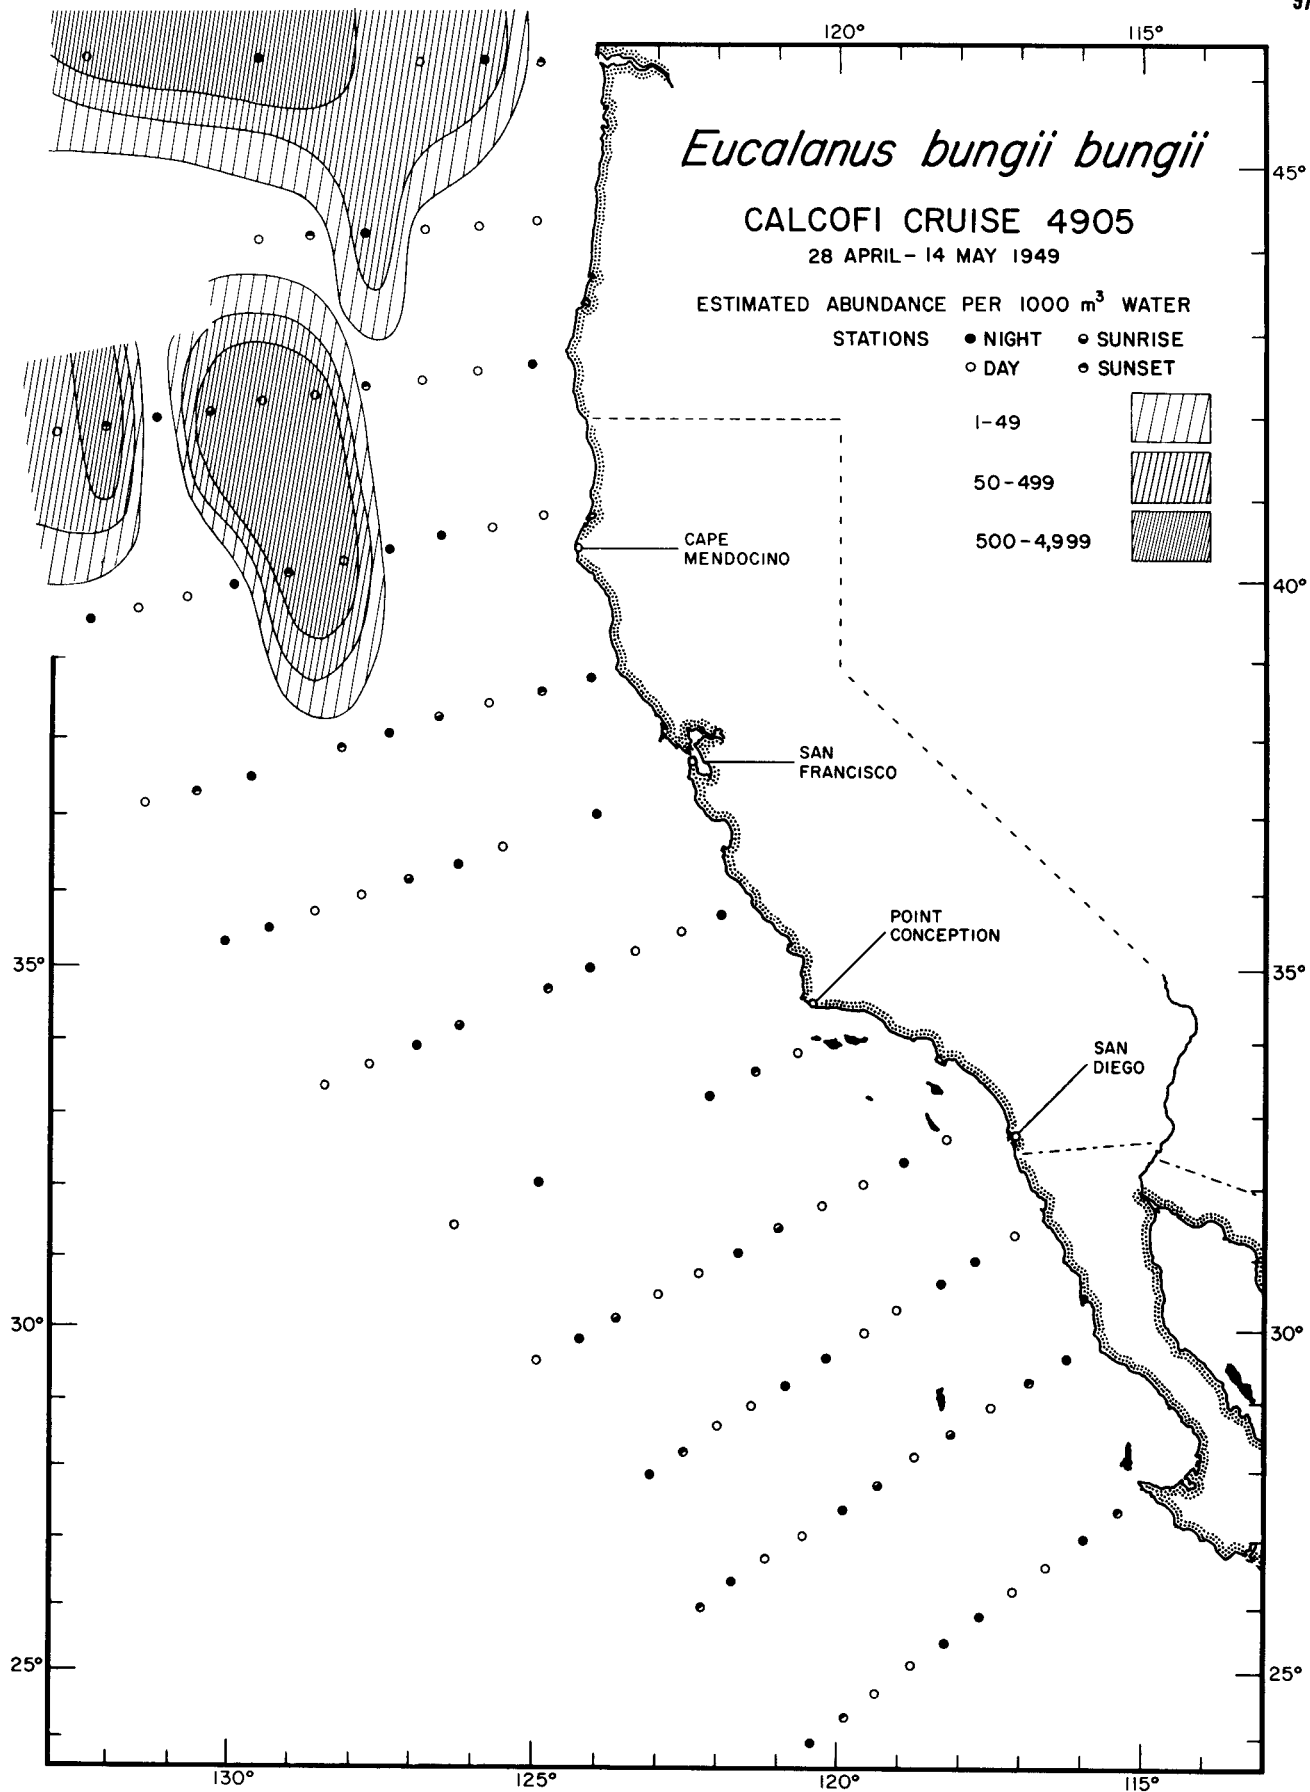 120° 115°
Eucalanus bungii bungii
45°
CALCOFI CRUISE 4905
28 APRIL – 14 MAY 1949
ESTIMATED ABUNDANCE PER 1000 m³ WATER
STATIONS ● NIGHT SUNRISE
○ DAY SUNSET
1–49
50–499
500–4,999
CAPE
MENDOCINO
40°
SAN
FRANCISCO
POINT
CONCEPTION
35° 35°
SAN
DIEGO
30° 30°
25° 25°
130° 125° 120° 115°